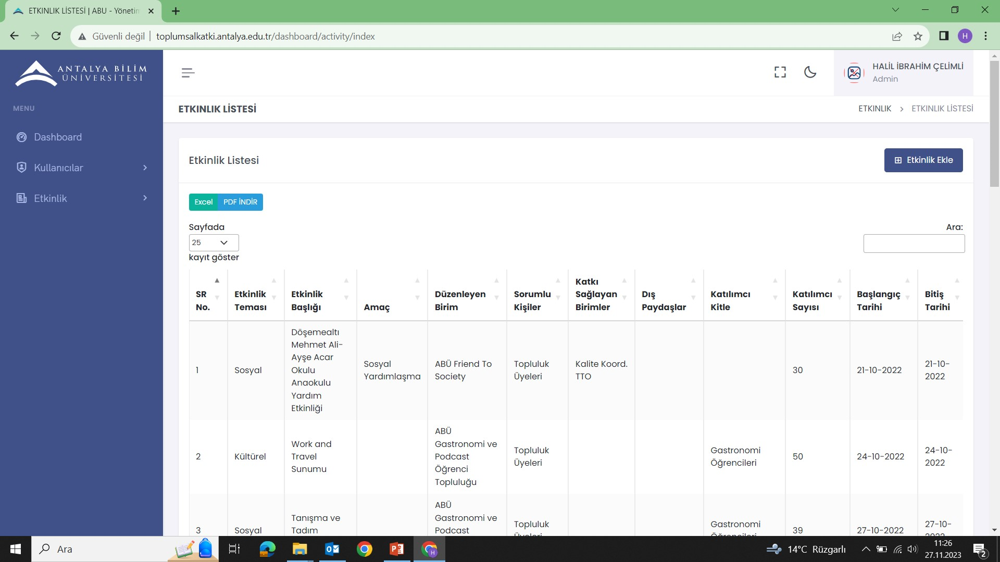 ETKINLIK LİSTESİ | ABU - Yönetin
Güvenli değil
toplumsalkatki.antalya.edu.tr/dashboard/activity/index
H
ANTALYA BİLİM
ÜNİVERSİTESİ
HALİL İBRAHİM ÇELİMLİ
Admin
MENU
Dashboard
Kullanıcılar
Etkinlik
ETKINLIK LİSTESİ
ETKINLIK > ETKINLIK LİSTESİ
Etkinlik Listesi
Etkinlik Ekle
Excel
PDF İNDİR
Sayfada
25
kayıt göster
Ara:
SR
No.
Etkinlik
Teması
Etkinlik
Başlığı
Amaç
Düzenleyen
Birim
Sorumlu
Kişiler
Katkı
Sağlayan
Birimler
Dış
Paydaşlar
Katılımcı
Kitle
Katılımcı
Sayısı
Başlangıç
Tarihi
Bitiş
Tarihi
1
Sosyal
Döşemealtı
Mehmet Ali-
Ayşe Acar
Okulu
Anaokulu
Yardım
Etkinliği
Sosyal
Yardımlaşma
ABÜ Friend To
Society
Topluluk
Üyeleri
Kalite Koord.
TTO
30
21-10-2022
21-10-
2022
2
Kültürel
Work and
Travel
Sunumu
ABÜ
Gastronomi ve
Podcast
Öğrenci
Topluluğu
Topluluk
Üyeleri
Gastronomi
Öğrencileri
50
24-10-2022
24-10-
2022
3
Sosyal
Tanışma ve
Tadım
ABÜ
Gastronomi ve
Podcast
Topluluk
Üyeleri
Gastronomi
Öğrencileri
39
27-10-2022
27-10-
2022
Ara
14°C Rüzgarlı
11:26
27.11.2023
2